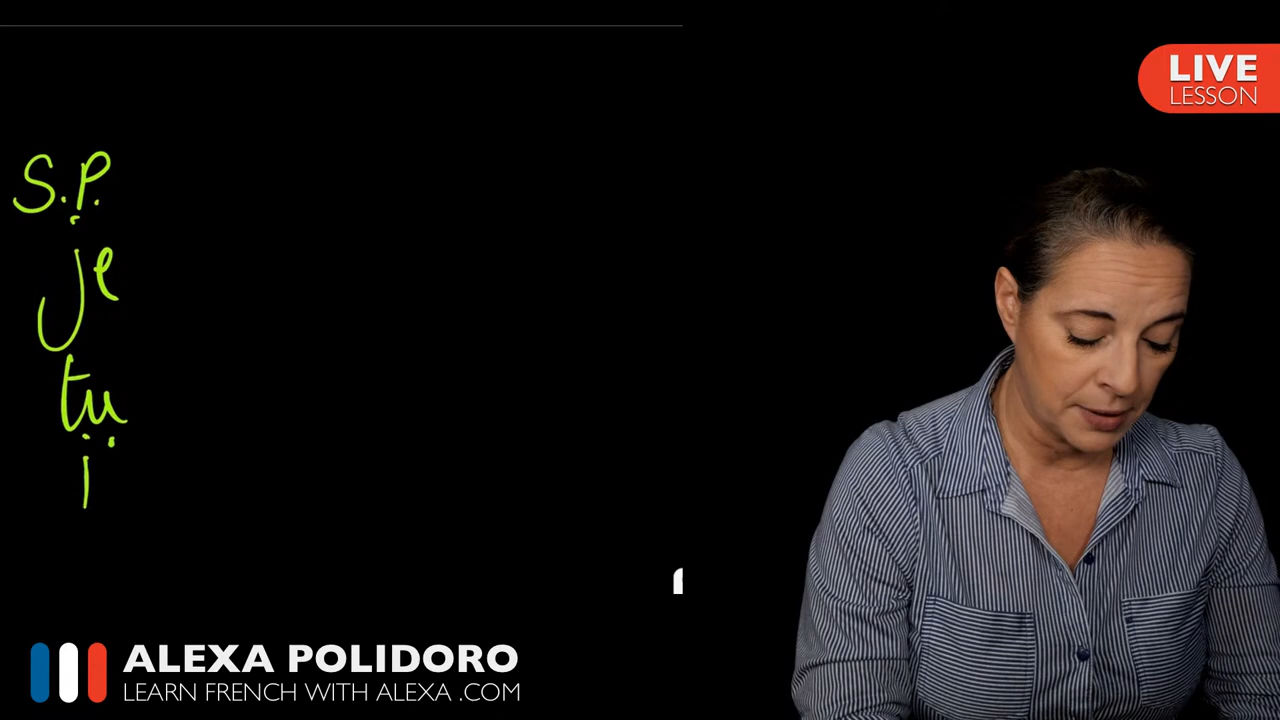 LIVE
LESSON
S.P.
je
tu
i
ALEXA POLIDORO
LEARN FRENCH WITH ALEXA .COM